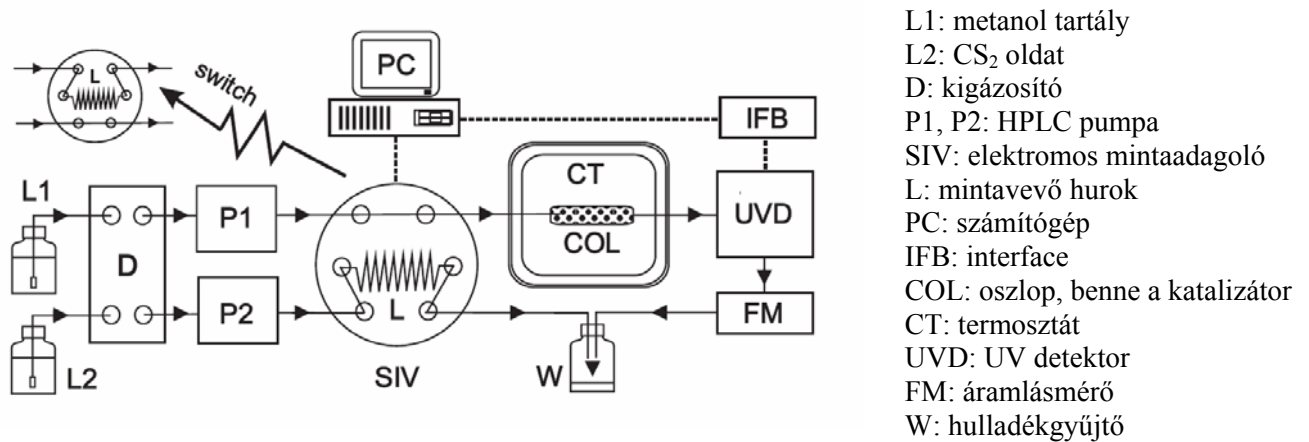 L
switch
PC
IFB
L1
CT
P1
UVD
COL
D
P2
L
FM
L2
SIV
W
L1: metanol tartály
L2: CS₂ oldat
D: kigázosító
P1, P2: HPLC pumpa
SIV: elektromos mintaadagoló
L: mintavevő hurok
PC: számítógép
IFB: interface
COL: oszlop, benne a katalizátor
CT: termosztát
UVD: UV detektor
FM: áramlásmérő
W: hulladékgyűjtő